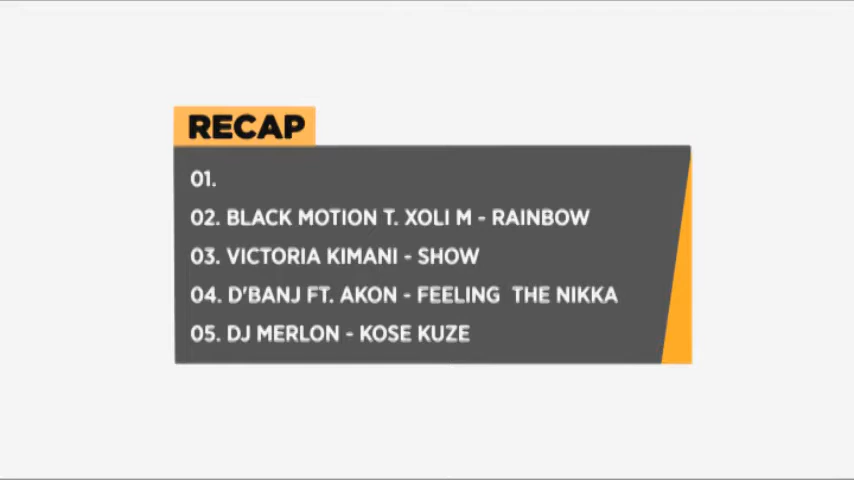 RECAP
01.
02. BLACK MOTION T. XOLI M - RAINBOW
03. VICTORIA KIMANI - SHOW
04. D'BANJ FT. AKON - FEELING THE NIKKA
05. DJ MERLON - KOSE KUZE